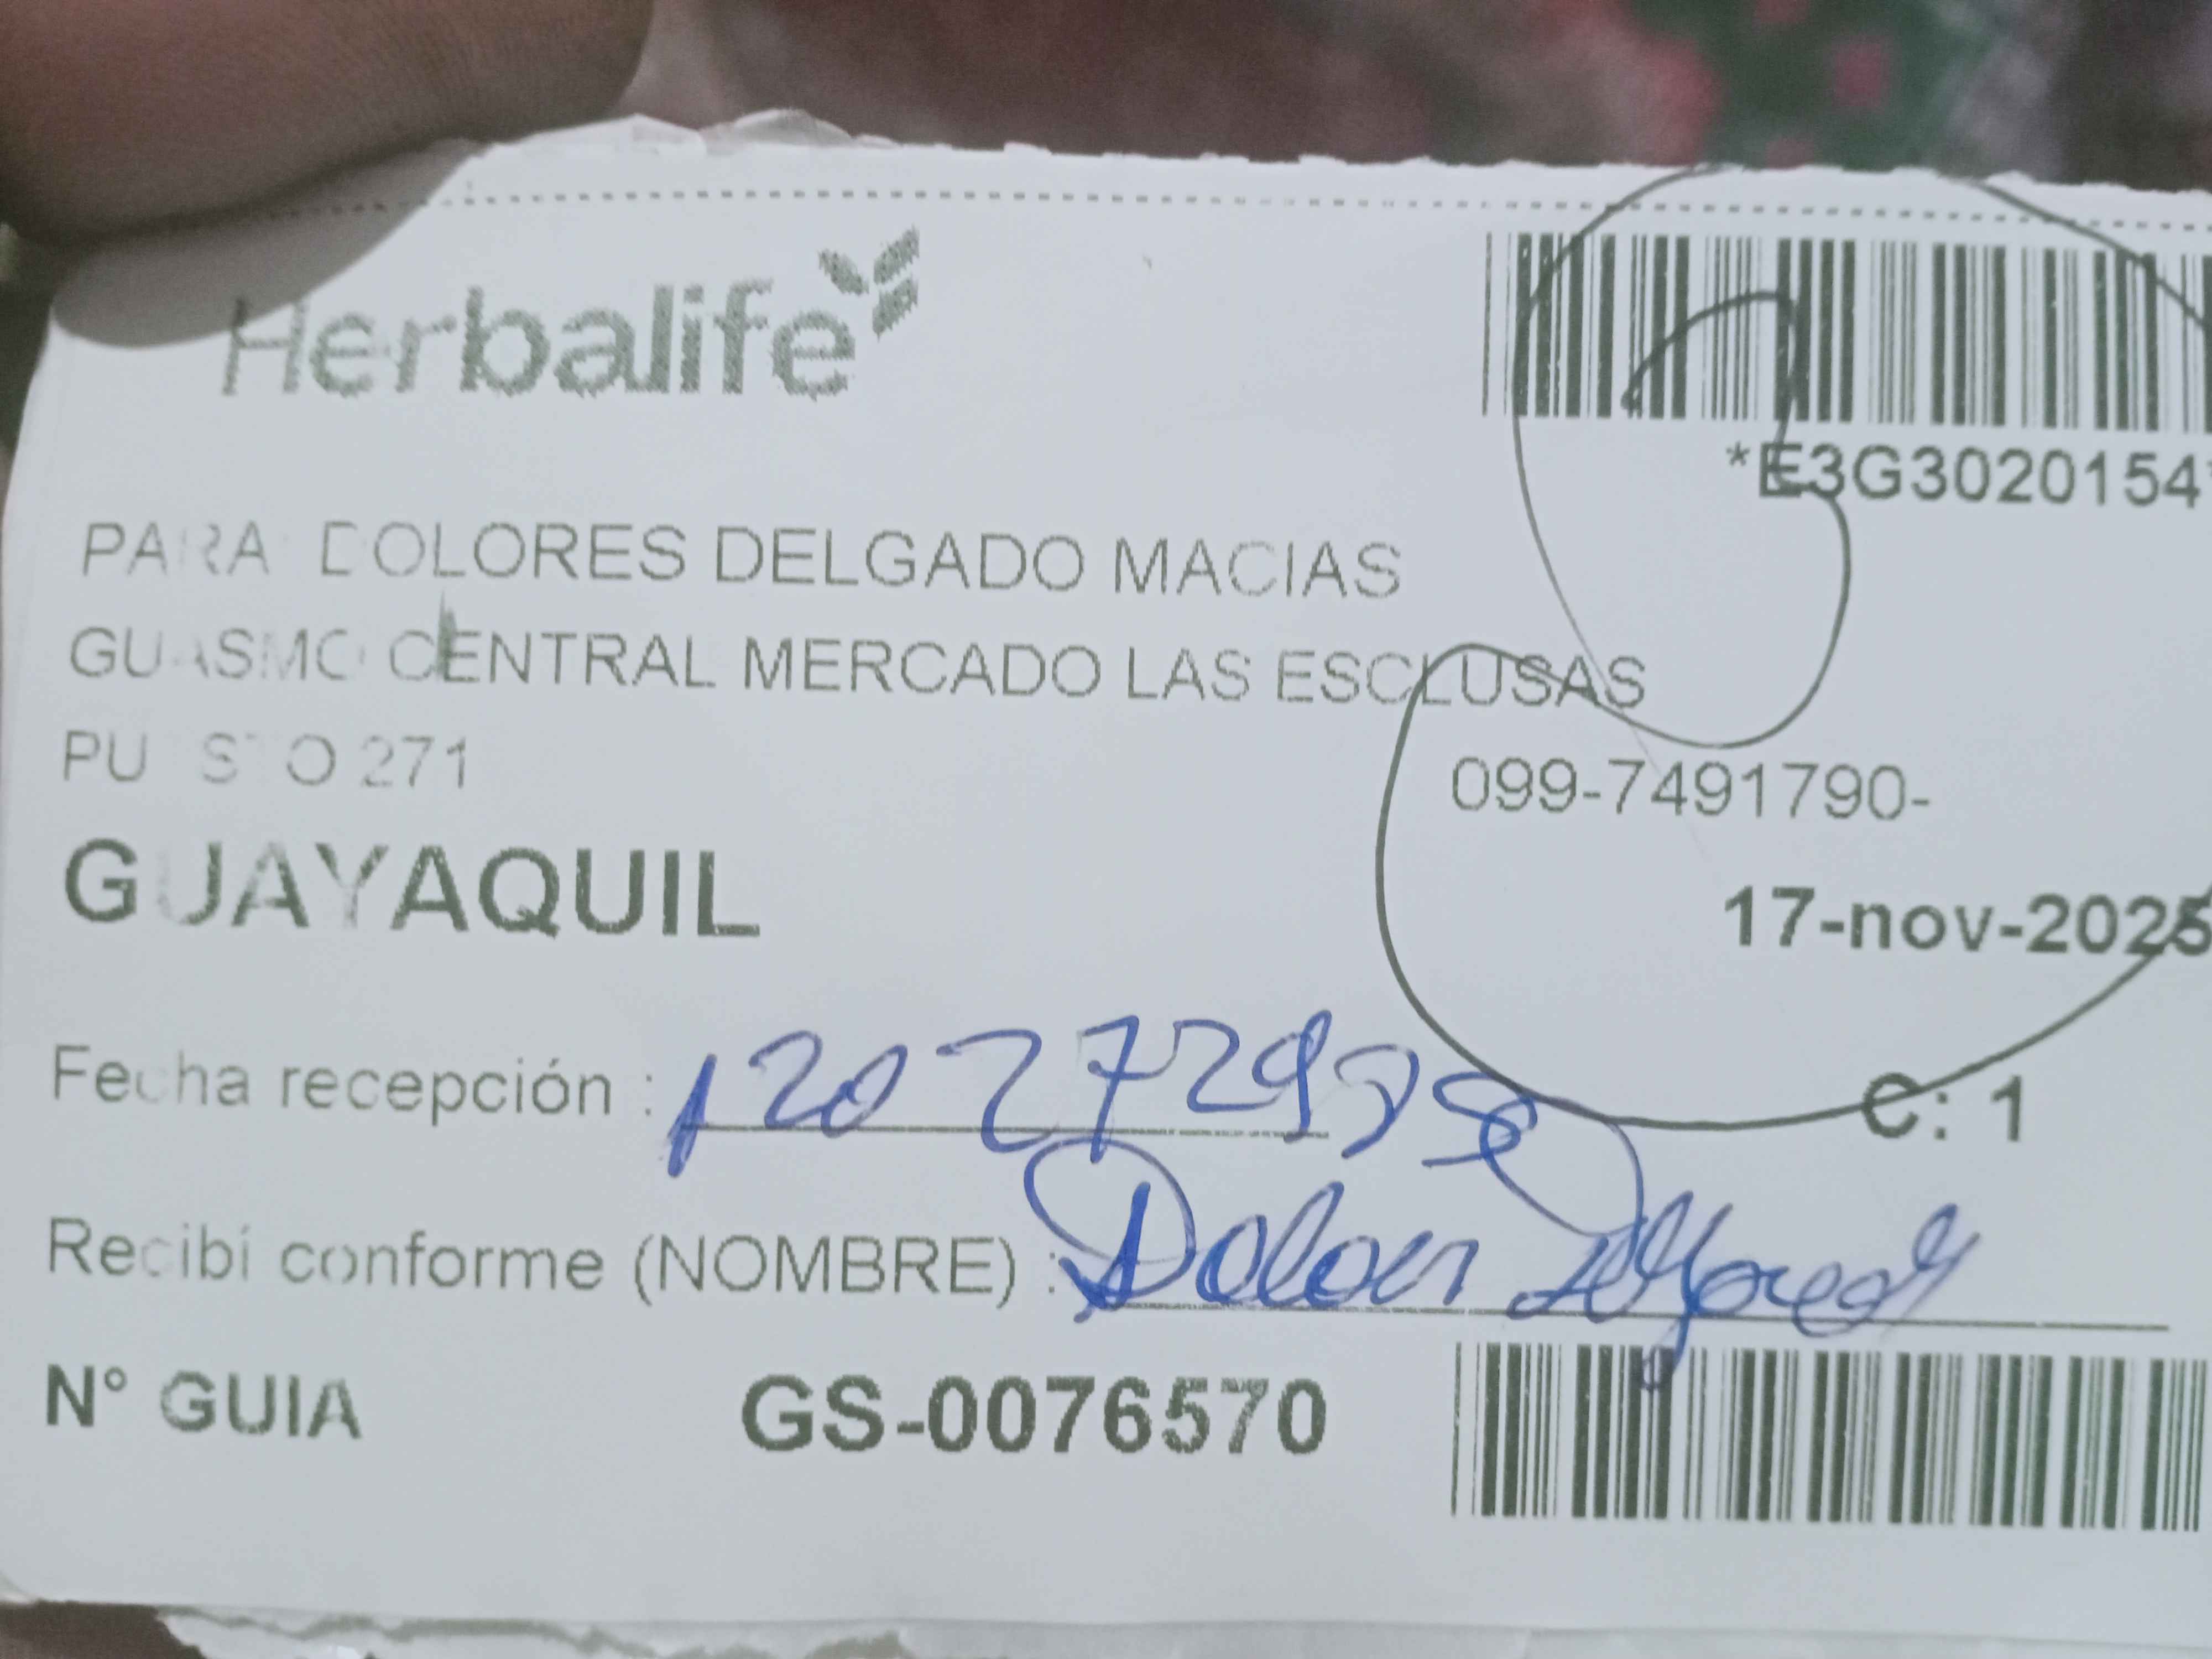 Herbalife
*E3G3020154*
PARA: DOLORES DELGADO MACIAS
GUASMO CENTRAL MERCADO LAS ESCLUSAS
PUESTO 271
099-7491790-
GUAYAQUIL
17-nov-2025
C: 1
Fecha recepción :
Recibí conforme (NOMBRE) :
N° GUIA GS-0076570